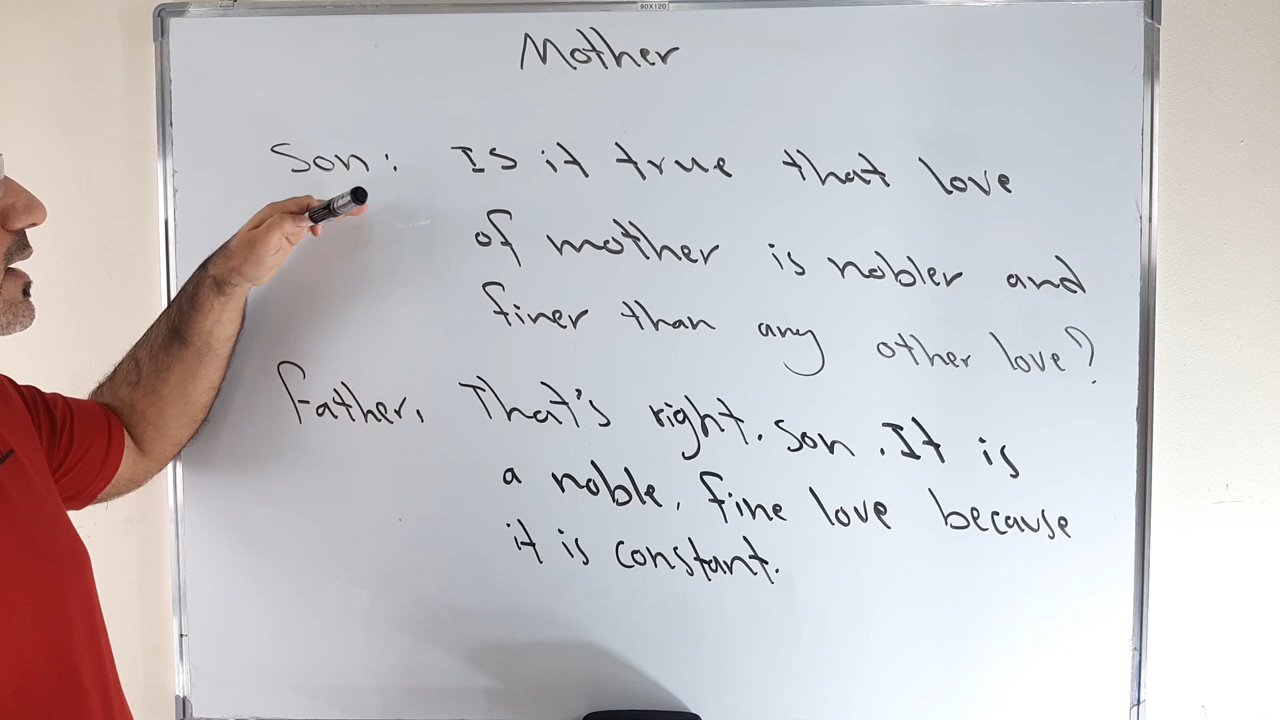 90X120
Mother
Son: Is it true that love
of mother is nobler and
finer than any other love?
Father, That's right. Son. It is
a noble, fine love because
it is constant.